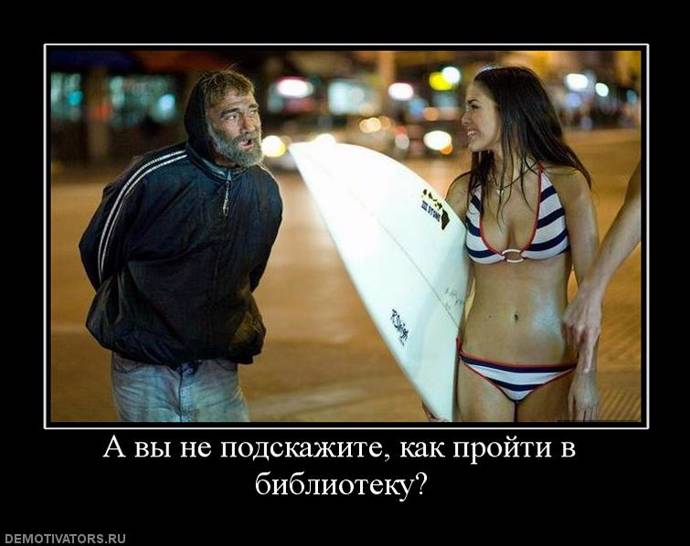 А вы не подскажите, как пройти в
библиотеку?
DEMOTIVATORS.RU